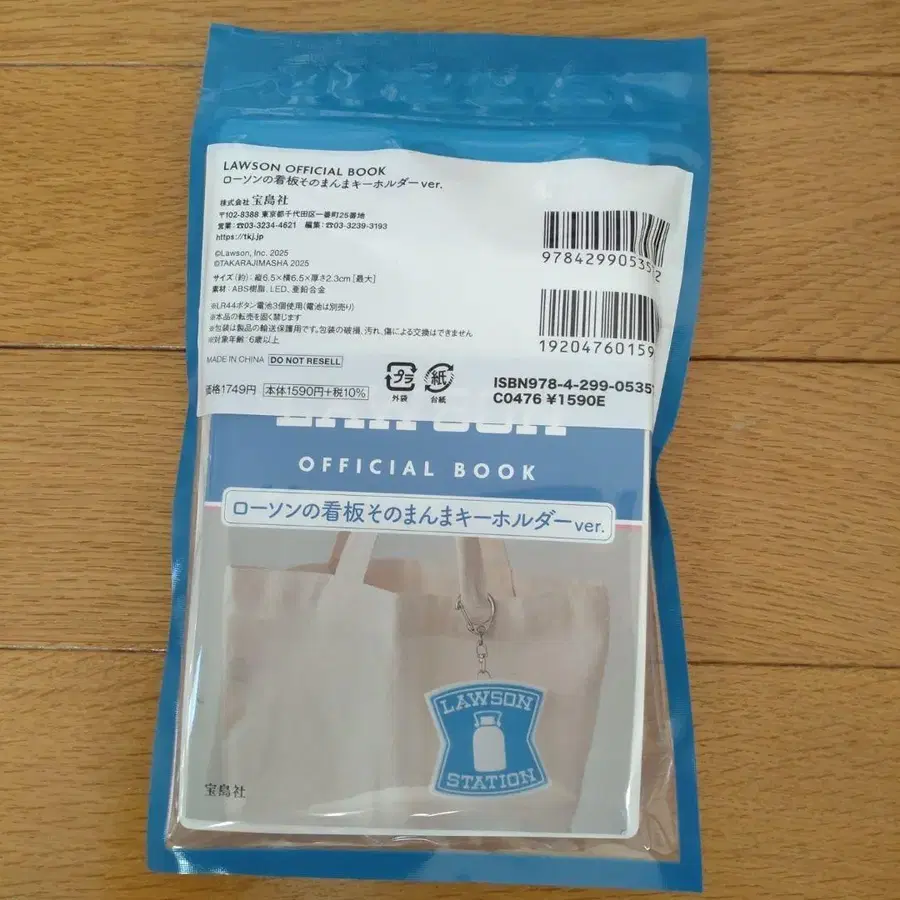 LAWSON OFFICIAL BOOK
ローソンの看板そのまんまキーホルダーver.
株式会社 宝島社
〒102-8388 東京都千代田区一番町25番地
営業：☎03-3234-4621 編集：☎03-3239-3193
https://tkj.jp
©Lawson, Inc. 2025
©TAKARAJIMASHA 2025
サイズ（約）：縦6.5×横6.5×厚さ2.3cm［最大］
素材：ABS樹脂、LED、亜鉛合金
※LR44ボタン電池3個使用（電池は別売り）
※本品の転売を固く禁じます
※包装は製品の輸送保護用です。包装の破損、汚れ、傷による交換はできません
※対象年齢：6歳以上
MADE IN CHINA DO NOT RESELL
価格1749円 本体1590円+税10%
プラ
外袋
紙
台紙
9784299053572
19204760159
ISBN978-4-299-0535
C0476 ¥1590E
OFFICIAL BOOK
ローソンの看板そのまんまキーホルダーver.
LAWSON
STATION
宝島社